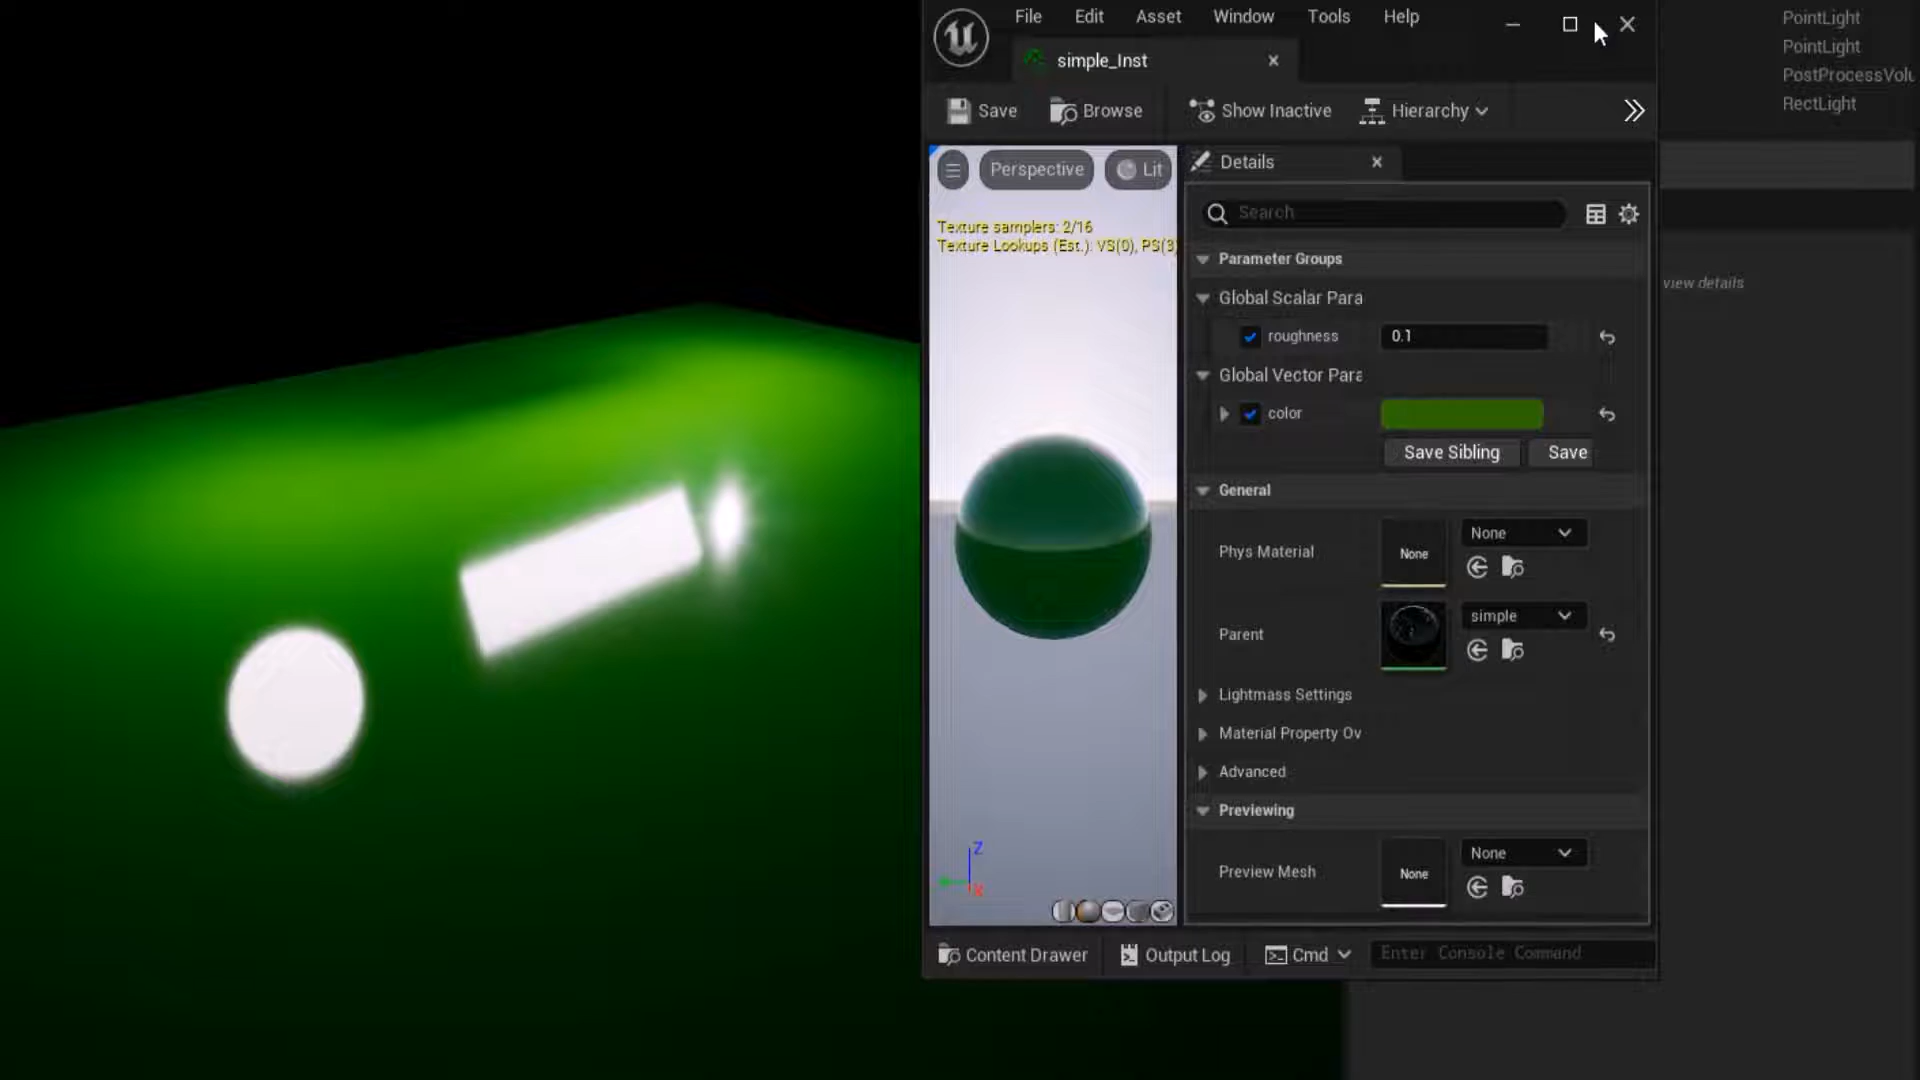 File Edit Asset Window Tools Help
simple_Inst
Save Browse Show Inactive Hierarchy
Perspective Lit
Texture samplers: 2/16
Texture Lookups (Est.): VS(0), PS(3)
Details
Search
Parameter Groups
Global Scalar Para
roughness 0.1
Global Vector Para
color
Save Sibling Save
General
Phys Material None None
Parent simple
Lightmass Settings
Material Property Ov
Advanced
Previewing
Preview Mesh None None
Z
X
Content Drawer Output Log Cmd Enter Console Command
PointLight
PointLight
PostProcessVolu
RectLight
view details